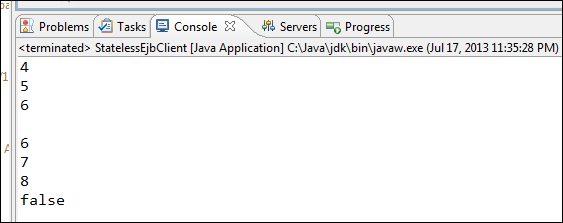 Problems Tasks Console Servers Progress
<terminated> StatelessEjbClient [Java Application] C:\Java\jdk\bin\javaw.exe (Jul 17, 2013 11:35:28 PM)
4
5
6
6
7
8
false